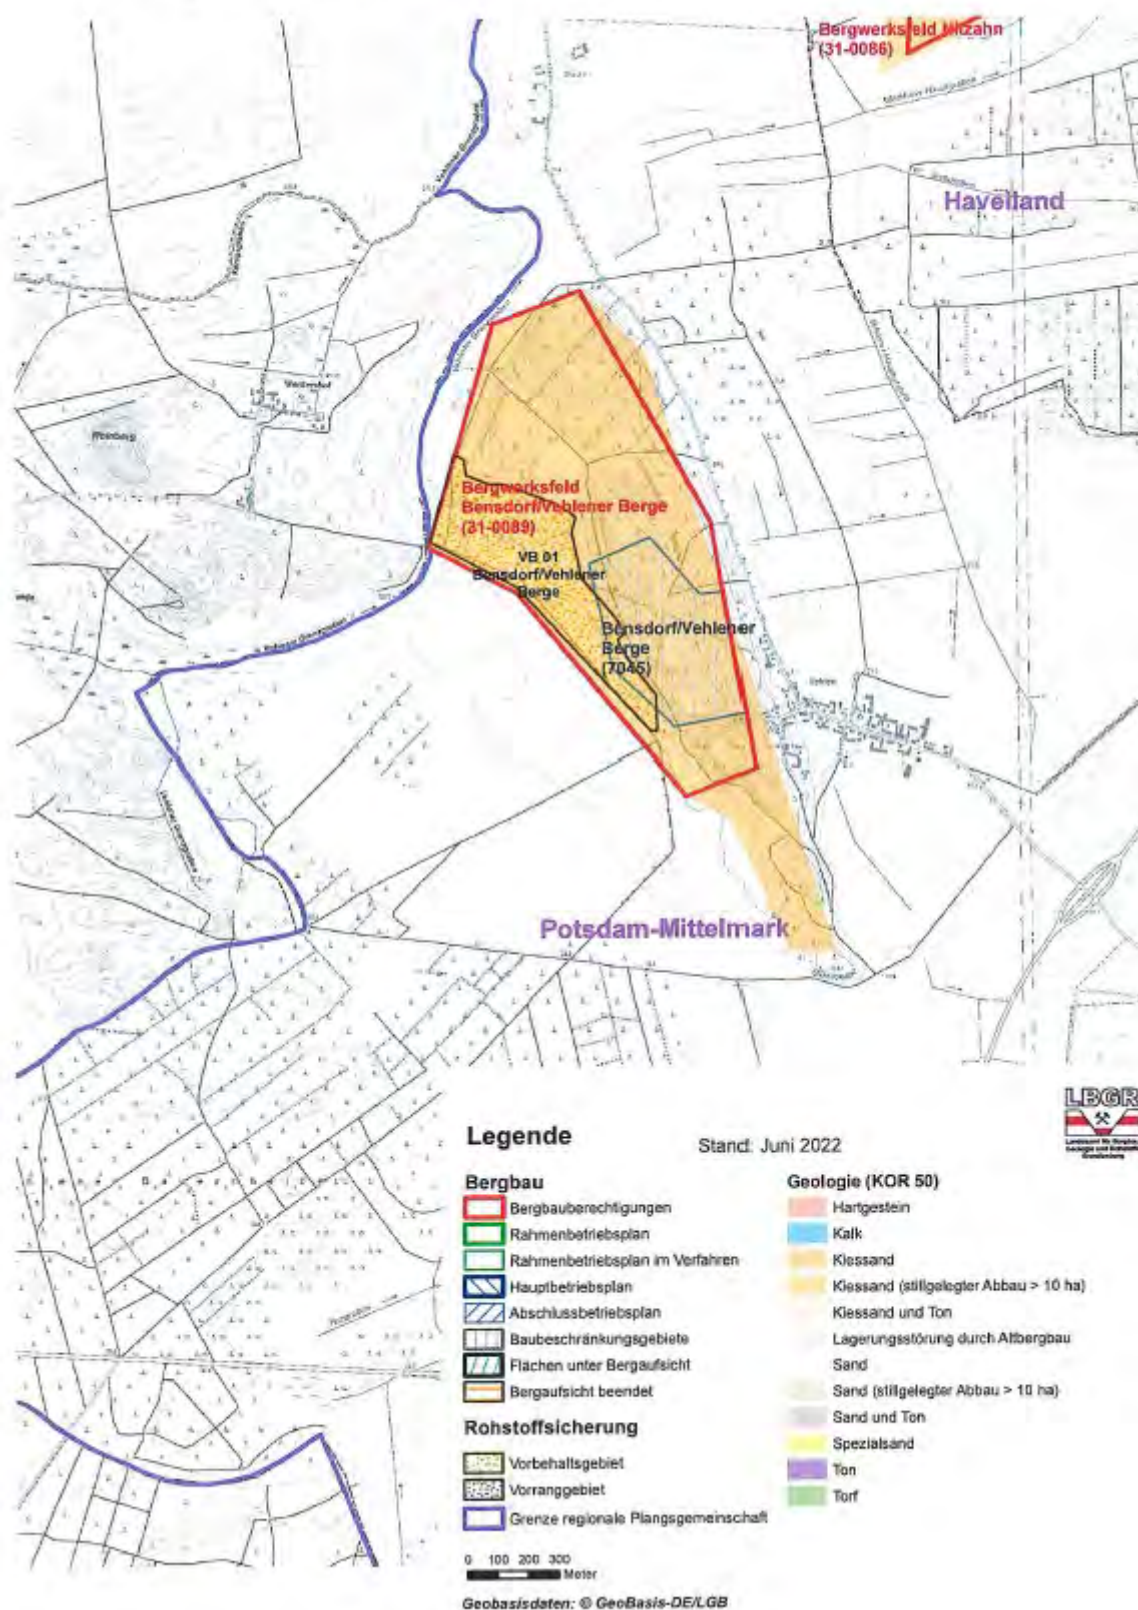 Bergwerksfeld Nitzahn
(31-0086)
Havelland
Weinberg
Bergwerksfeld
Bensdorf/Vehlener Berge
(31-0089)
VB 01
Bensdorf/Vehlener
Berge
Bensdorf/Vehlener
Berge
(7045)
Vehlen
Potsdam-Mittelmark
LBGR
Legende
Stand: Juni 2022
Bergbau
Bergbauberechtigungen
Rahmenbetriebsplan
Rahmenbetriebsplan im Verfahren
Hauptbetriebsplan
Abschlussbetriebsplan
Baubeschränkungsgebiete
Flächen unter Bergaufsicht
Bergaufsicht beendet
Rohstoffsicherung
Vorbehaltsgebiet
Vorranggebiet
Grenze regionale Plangsgemeinschaft
Geologie (KOR 50)
Hartgestein
Kalk
Kiessand
Kiessand (stillgelegter Abbau > 10 ha)
Kiessand und Ton
Lagerungsstörung durch Altbergbau
Sand
Sand (stillgelegter Abbau > 10 ha)
Sand und Ton
Spezialsand
Ton
Torf
0 100 200 300
Meter
Geobasisdaten: © GeoBasis-DE/LGB